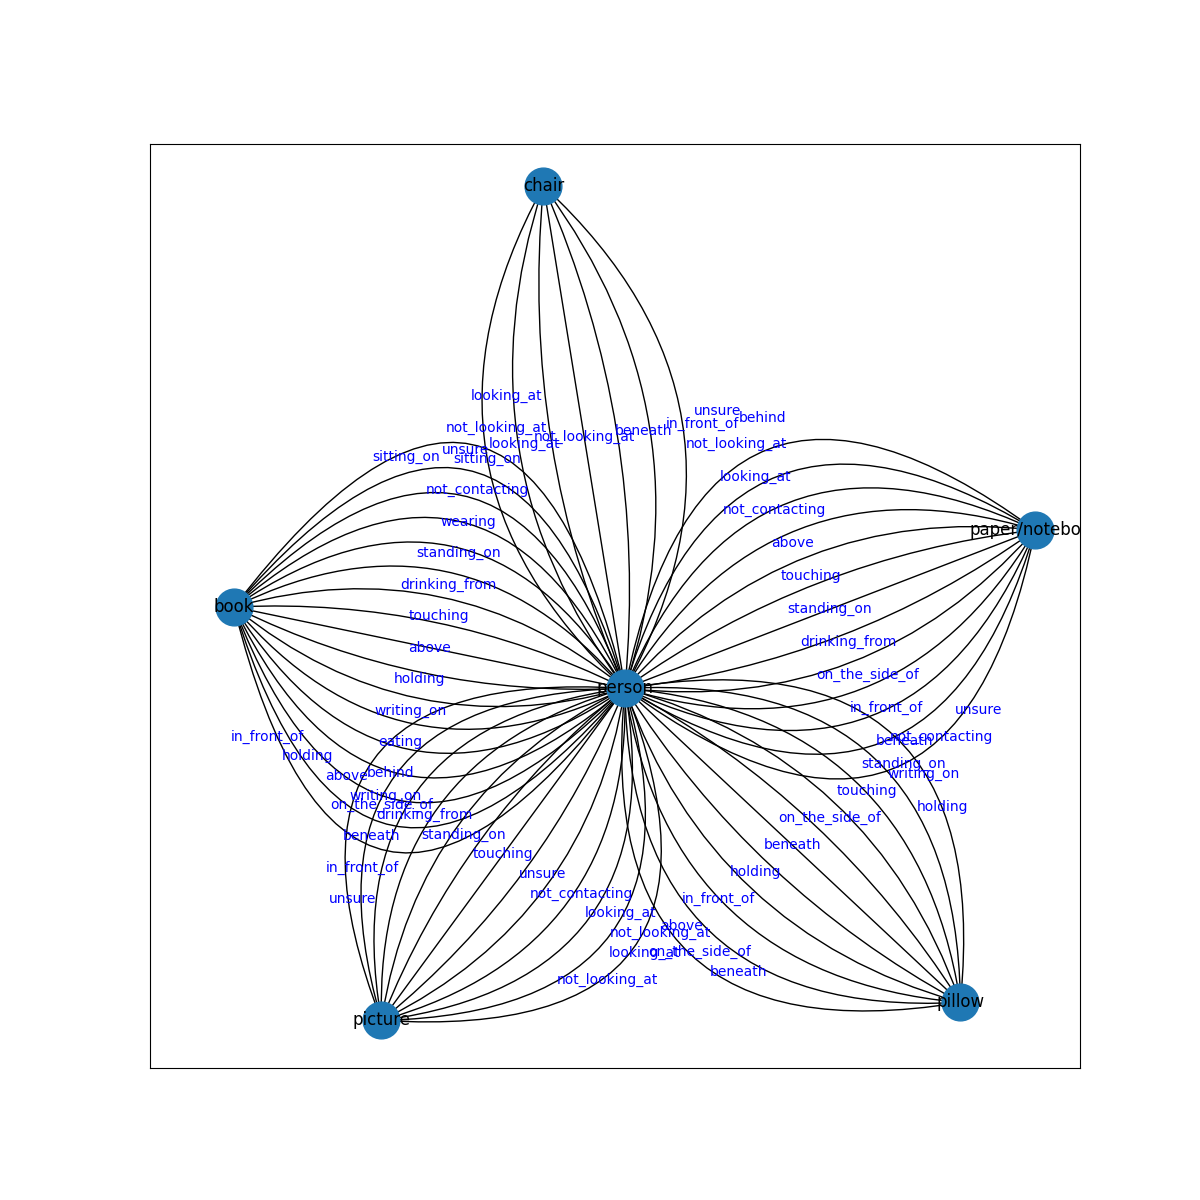 chair
looking_at
unsure
in_front_of
behind
not_looking_at
looking_at
not_looking_at
beneath
not_looking_at
unsure
sitting_on
sitting_on
looking_at
not_contacting
not_contacting
wearing
above
paper/notebo
standing_on
touching
drinking_from
book
touching
standing_on
above
drinking_from
holding
on_the_side_of
person
writing_on
in_front_of
unsure
in_front_of
eating
beneath
not_contacting
holding
behind
standing_on
above
writing_on
writing_on
touching
on_the_side_of
holding
drinking_from
on_the_side_of
beneath
standing_on
beneath
touching
in_front_of
unsure
holding
unsure
not_contacting
in_front_of
looking_at
above
not_looking_at
looking_at
on_the_side_of
beneath
not_looking_at
pillow
picture